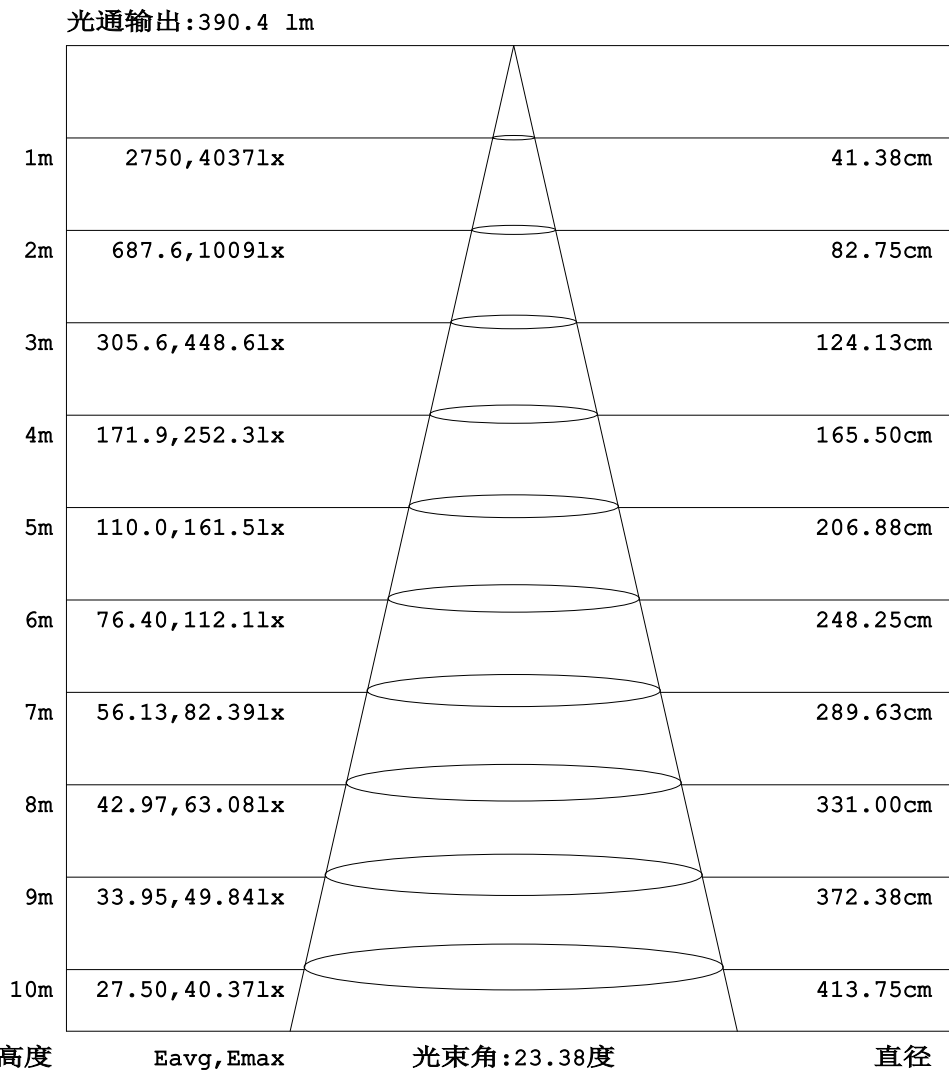 光通输出:390.4 lm
1m 2750,4037lx 41.38cm
2m 687.6,1009lx 82.75cm
3m 305.6,448.6lx 124.13cm
4m 171.9,252.3lx 165.50cm
5m 110.0,161.5lx 206.88cm
6m 76.40,112.1lx 248.25cm
7m 56.13,82.39lx 289.63cm
8m 42.97,63.08lx 331.00cm
9m 33.95,49.84lx 372.38cm
10m 27.50,40.37lx 413.75cm
高度 Eavg,Emax 光束角:23.38度 直径